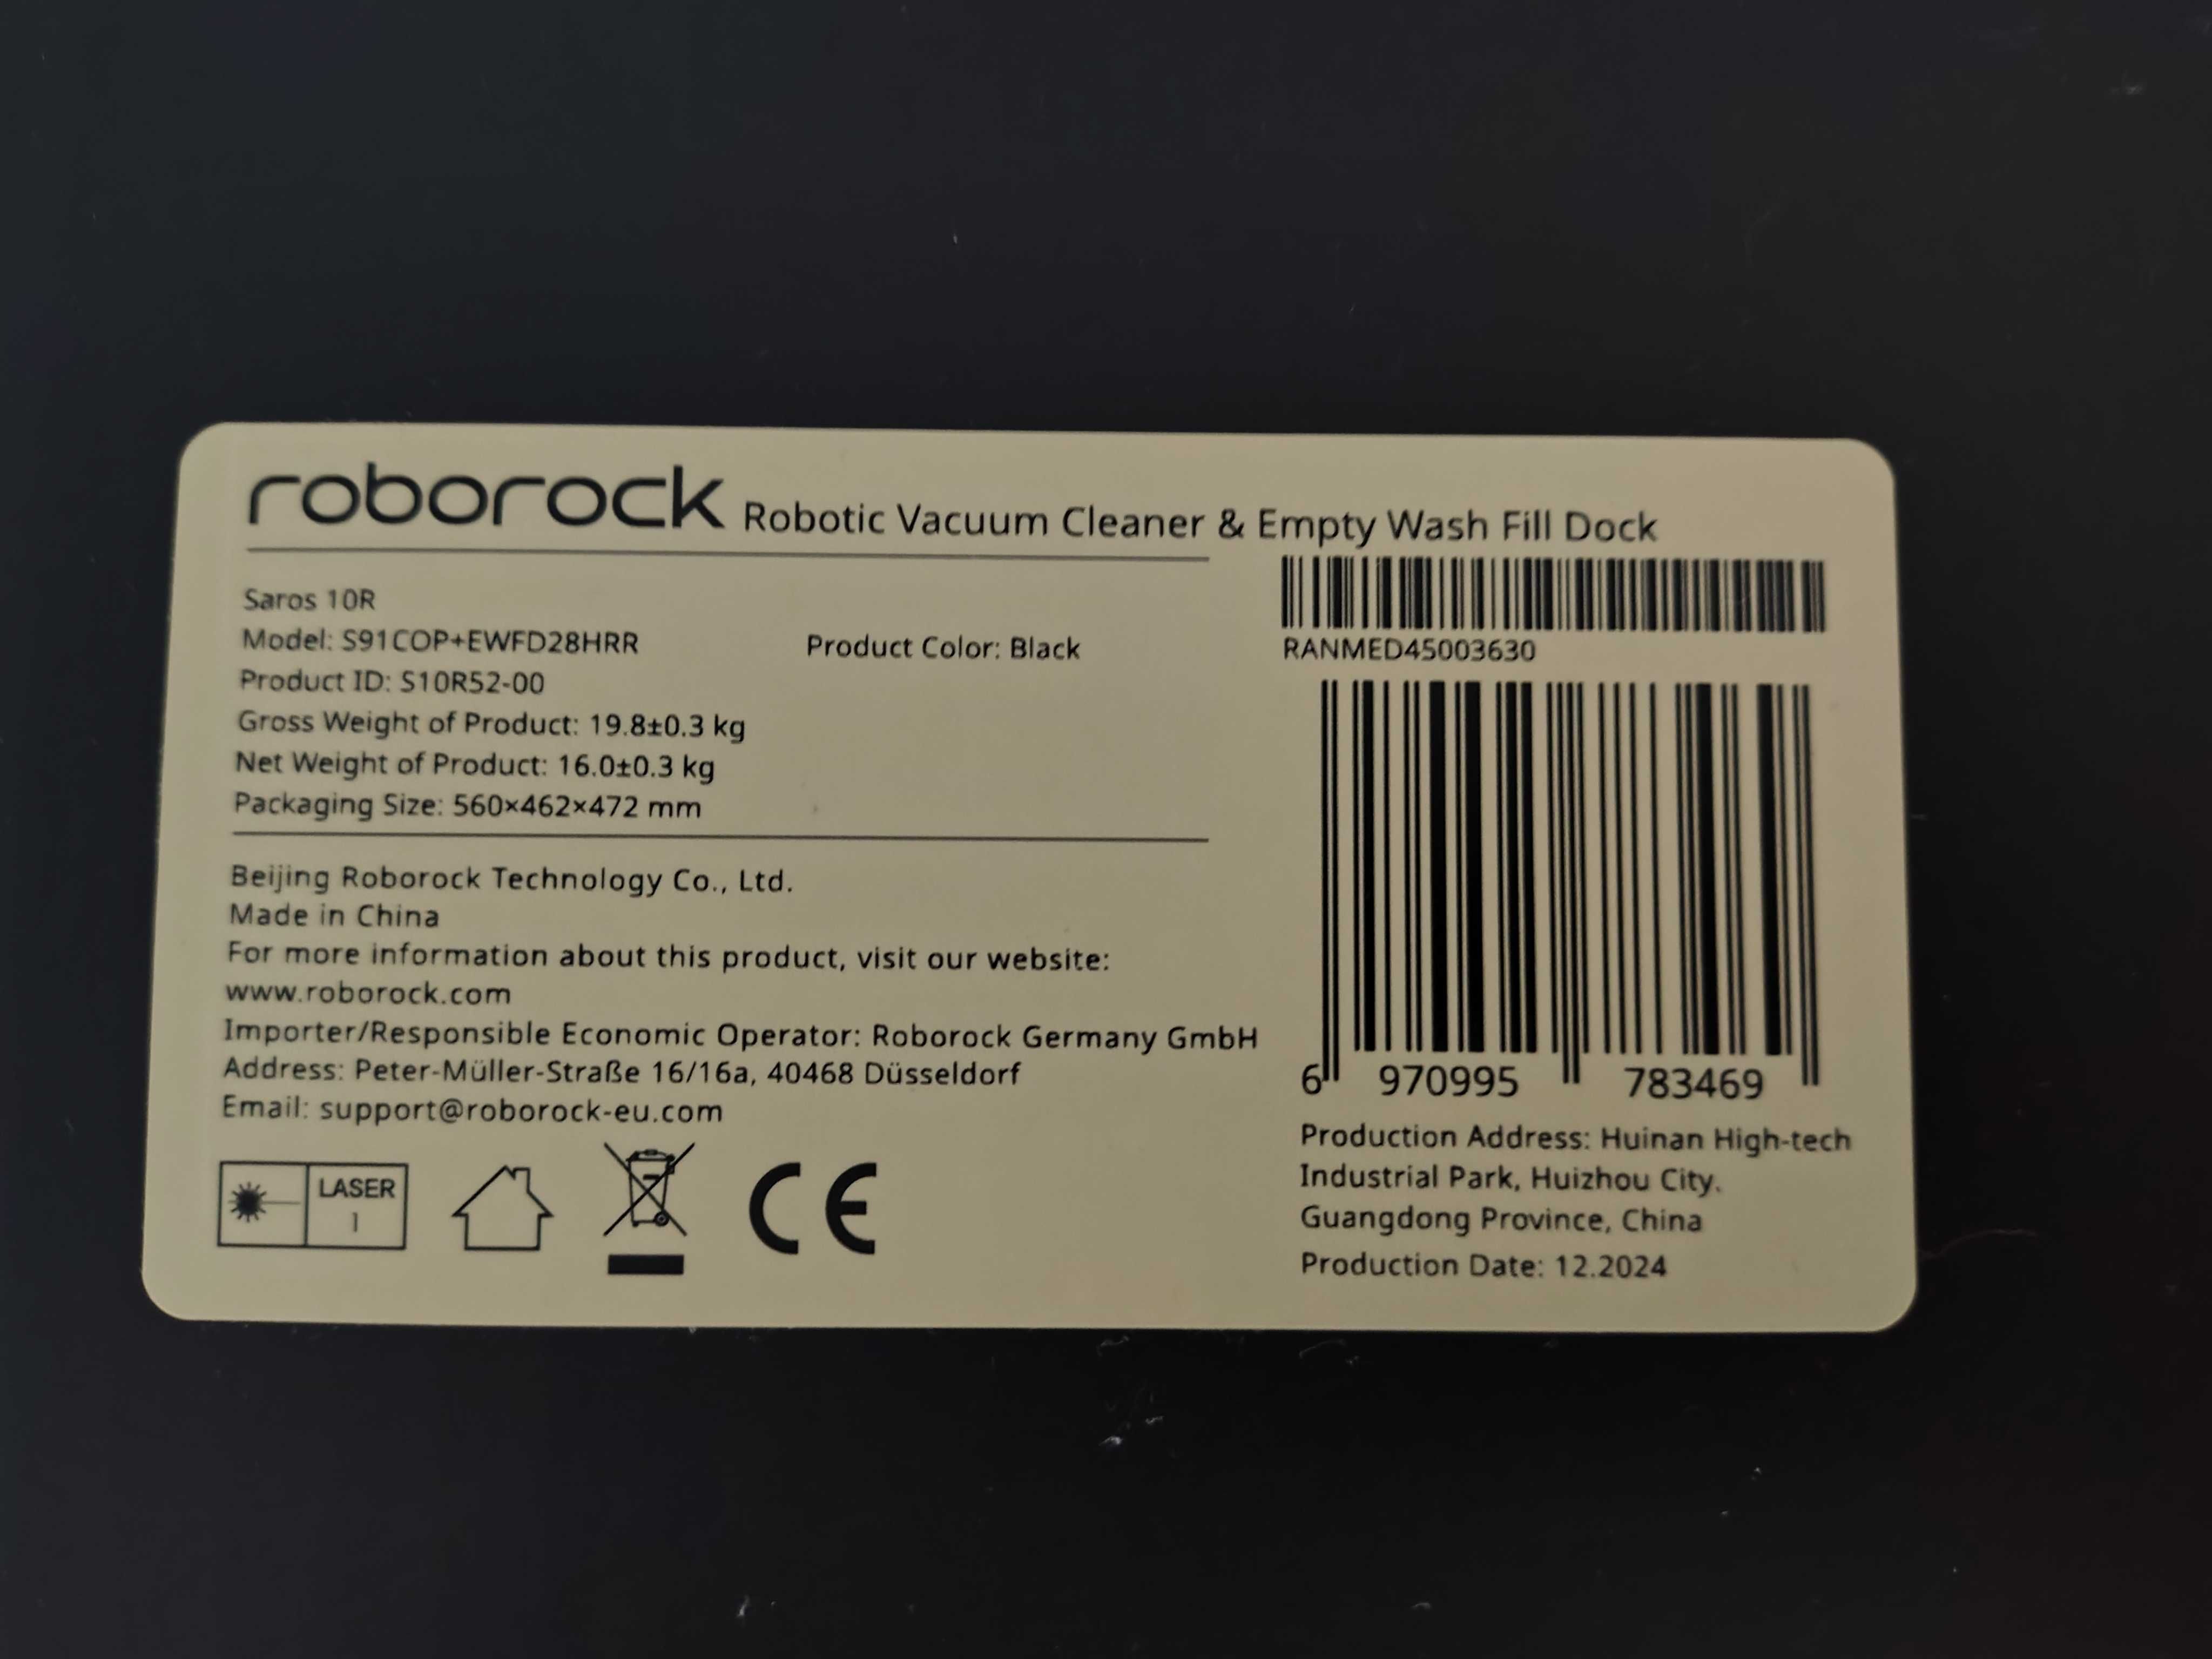 roborock Robotic Vacuum Cleaner & Empty Wash Fill Dock
Saros 10R
Model: S91COP+EWFD28HRR
Product Color: Black
Product ID: S10R52-00
Gross Weight of Product: 19.8±0.3 kg
Net Weight of Product: 16.0±0.3 kg
Packaging Size: 560×462×472 mm
Beijing Roborock Technology Co., Ltd.
Made in China
For more information about this product, visit our website:
www.roborock.com
Importer/Responsible Economic Operator: Roborock Germany GmbH
Address: Peter-Müller-Straße 16/16a, 40468 Düsseldorf
Email: support@roborock-eu.com
LASER
1
CE
RANMED45003630
6 970995 783469
Production Address: Huinan High-tech
Industrial Park, Huizhou City.
Guangdong Province, China
Production Date: 12.2024